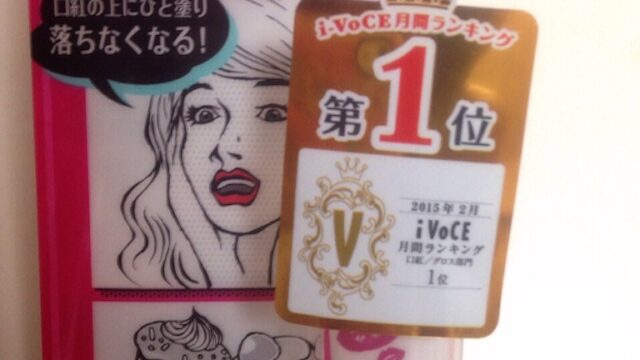 口紅の上にひと塗り
落ちなくなる!
i-VoCE月間ランキング
第1位
V
2015年2月
iVoCE
月間ランキング
口紅/グロス部門
1位